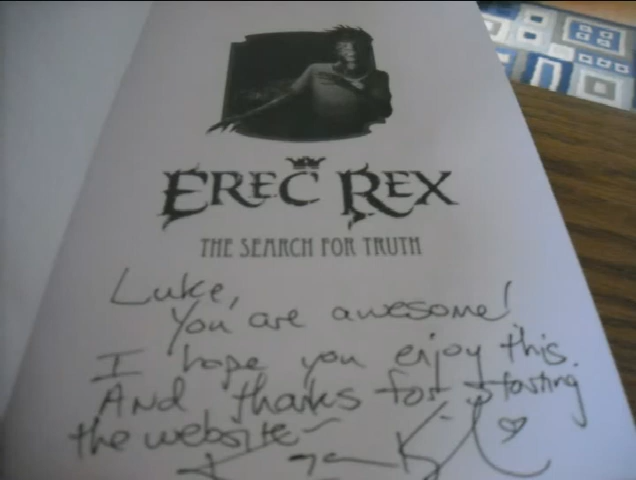 EREC REX
THE SEARCH FOR TRUTH
Luke,
You are awesome!
I hope you enjoy this.
And thanks for starting
the website~